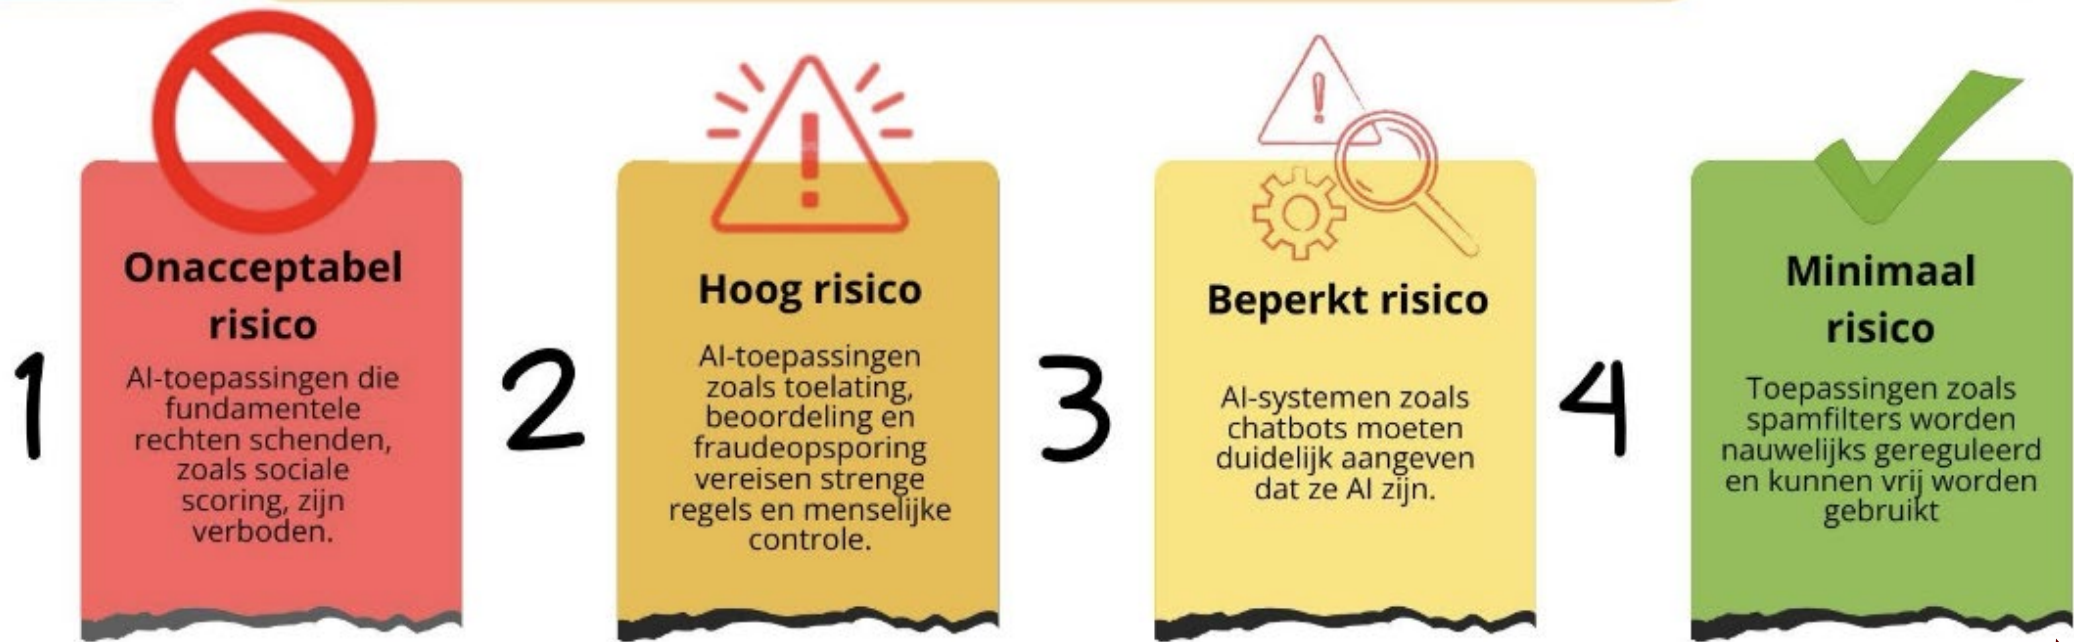 1
Onacceptabel
risico
AI-toepassingen die
fundamentele
rechten schenden,
zoals sociale
scoring, zijn
verboden.
2
Hoog risico
AI-toepassingen
zoals toelating,
beoordeling en
fraudeopsporing
vereisen strenge
regels en menselijke
controle.
3
Beperkt risico
AI-systemen zoals
chatbots moeten
duidelijk aangeven
dat ze AI zijn.
4
Minimaal
risico
Toepassingen zoals
spamfilters worden
nauwelijks gereguleerd
en kunnen vrij worden
gebruikt